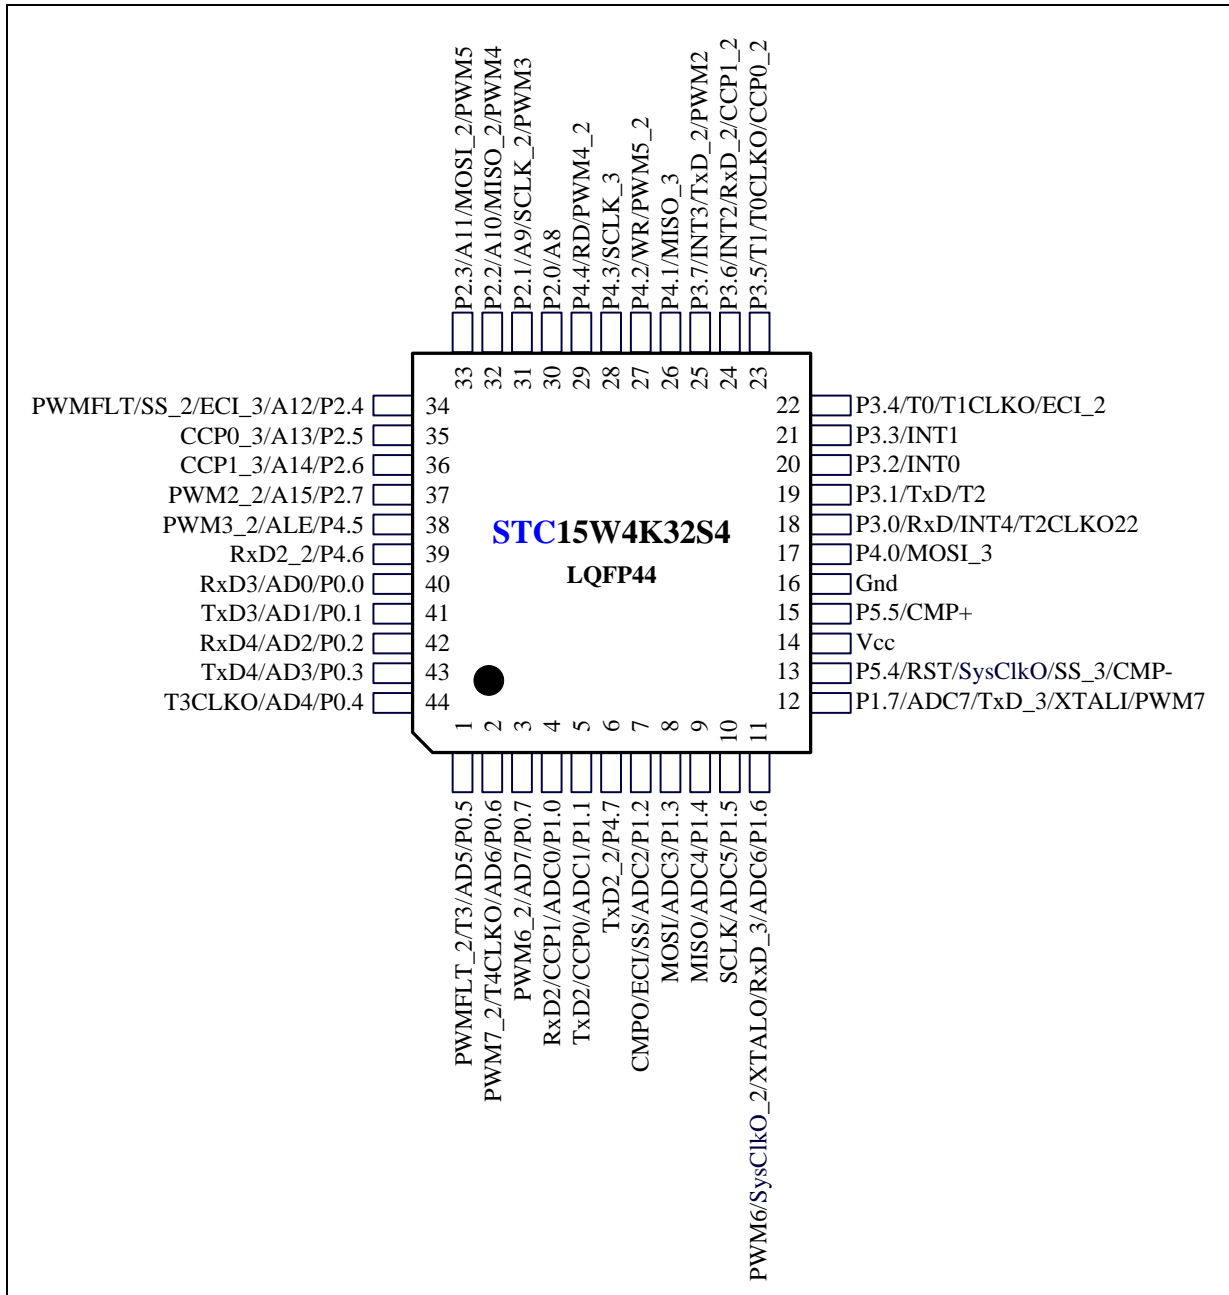 P2.3/A11/MOSI_2/PWM5
P2.2/A10/MISO_2/PWM4
P2.1/A9/SCLK_2/PWM3
P2.0/A8
P4.4/RD/PWM4_2
P4.3/SCLK_3
P4.2/WR/PWM5_2
P4.1/MISO_3
P3.7/INT3/TxD_2/PWM2
P3.6/INT2/RxD_2/CCP1_2
P3.5/T1/T0CLKO/CCP0_2
33
32
31
30
29
28
27
26
25
24
23
PWMFLT/SS_2/ECI_3/A12/P2.4 34
CCP0_3/A13/P2.5 35
CCP1_3/A14/P2.6 36
PWM2_2/A15/P2.7 37
PWM3_2/ALE/P4.5 38
RxD2_2/P4.6 39
RxD3/AD0/P0.0 40
TxD3/AD1/P0.1 41
RxD4/AD2/P0.2 42
TxD4/AD3/P0.3 43
T3CLKO/AD4/P0.4 44
STC15W4K32S4
LQFP44
22 P3.4/T0/T1CLKO/ECI_2
21 P3.3/INT1
20 P3.2/INT0
19 P3.1/TxD/T2
18 P3.0/RxD/INT4/T2CLKO22
17 P4.0/MOSI_3
16 Gnd
15 P5.5/CMP+
14 Vcc
13 P5.4/RST/SysClkO/SS_3/CMP-
12 P1.7/ADC7/TxD_3/XTALI/PWM7
1
2
3
4
5
6
7
8
9
10
11
PWMFLT_2/T3/AD5/P0.5
PWM7_2/T4CLKO/AD6/P0.6
PWM6_2/AD7/P0.7
RxD2/CCP1/ADC0/P1.0
TxD2/CCP0/ADC1/P1.1
TxD2_2/P4.7
CMPO/ECI/SS/ADC2/P1.2
MOSI/ADC3/P1.3
MISO/ADC4/P1.4
SCLK/ADC5/P1.5
PWM6/SysClkO_2/XTALO/RxD_3/ADC6/P1.6